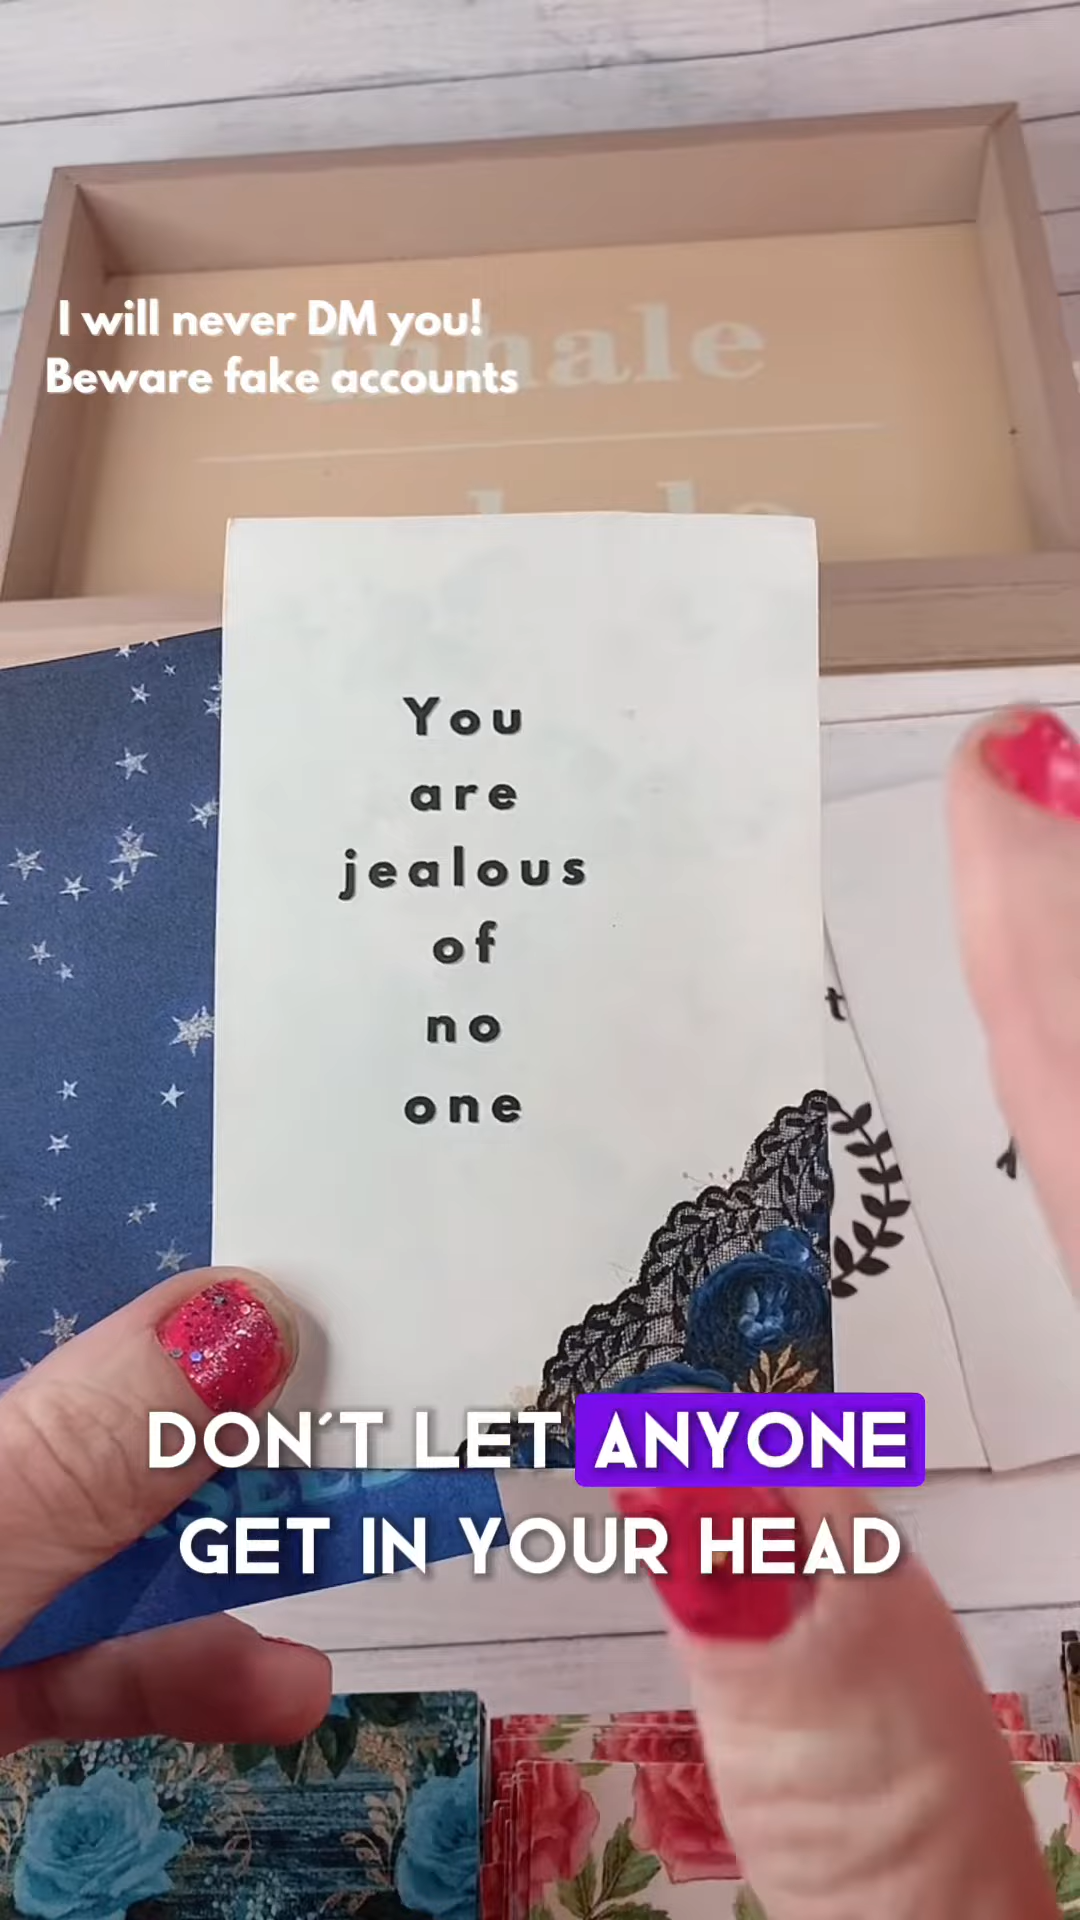 I will never DM you!
Beware fake accounts
inhale
You
are
jealous
of
no
one
t
DON'T LET ANYONE
GET IN YOUR HEAD